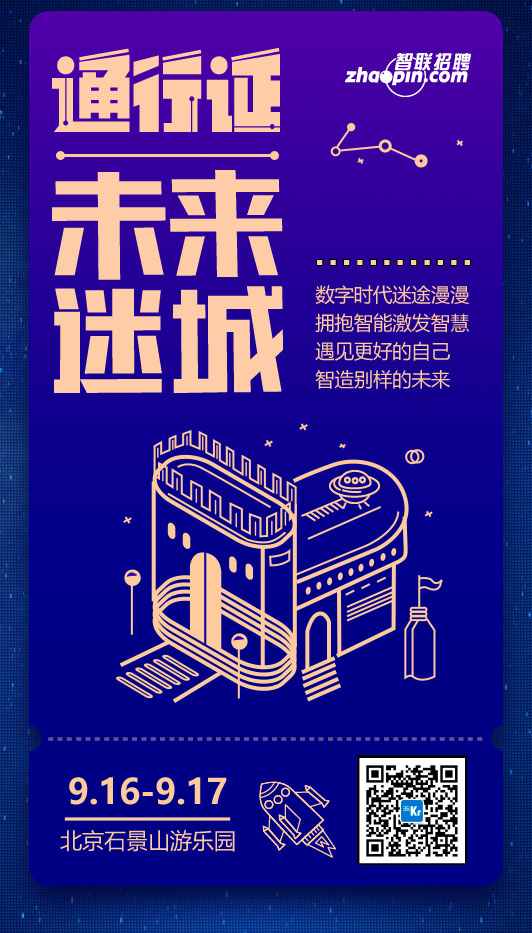 通行证
智联招聘
zhaopin.com
未来
迷城
数字时代迷途漫漫
拥抱智能激发智慧
遇见更好的自己
智造别样的未来
9.16-9.17
北京石景山游乐园
36Kr